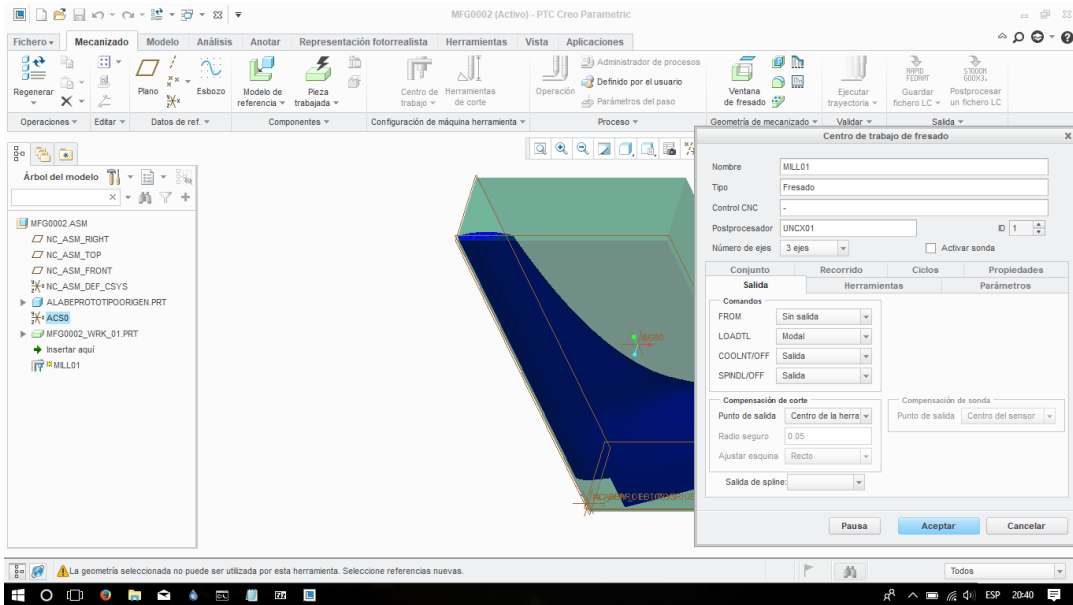 MFG0002 (Activo) - PTC Creo Parametric
Fichero Mecanizado Modelo Análisis Anotar Representación fotorrealista Herramientas Vista Aplicaciones
Regenerar
Plano
Esbozo
Modelo de referencia
Pieza trabajada
Centro de trabajo
Herramientas de corte
Operación
Administrador de procesos
Definido por el usuario
Parámetros del paso
Ventana de fresado
Ejecutar trayectoria
RAPID
FEDRAT
Guardar fichero LC
Postprocesar un fichero LC
Operaciones Editar Datos de ref. Componentes Configuración de máquina herramienta Proceso Geometría de mecanizado Validar Salida
Árbol del modelo
MFG0002.ASM
NC_ASM_RIGHT
NC_ASM_TOP
NC_ASM_FRONT
NC_ASM_DEF_CSYS
ALABEPROTOTIPOORIGEN.PRT
ACS0
MFG0002_WRK_01.PRT
Insertar aquí
MILL01
Centro de trabajo de fresado
Nombre MILL01
Tipo Fresado
Control CNC -
Postprocesador UNCX01 ID 1
Número de ejes 3 ejes Activar sonda
Conjunto Recorrido Ciclos Propiedades
Salida Herramientas Parámetros
Comandos
FROM Sin salida
LOADTL Modal
COOLNT/OFF Salida
SPINDL/OFF Salida
Compensación de corte
Punto de salida Centro de la herra
Radio seguro 0.05
Ajustar esquina Recto
Compensación de sonda
Punto de salida Centro del sensor
Salida de spline:
Pausa Aceptar Cancelar
La geometría seleccionada no puede ser utilizada por esta herramienta. Seleccione referencias nuevas.
Todos
ESP 20:40